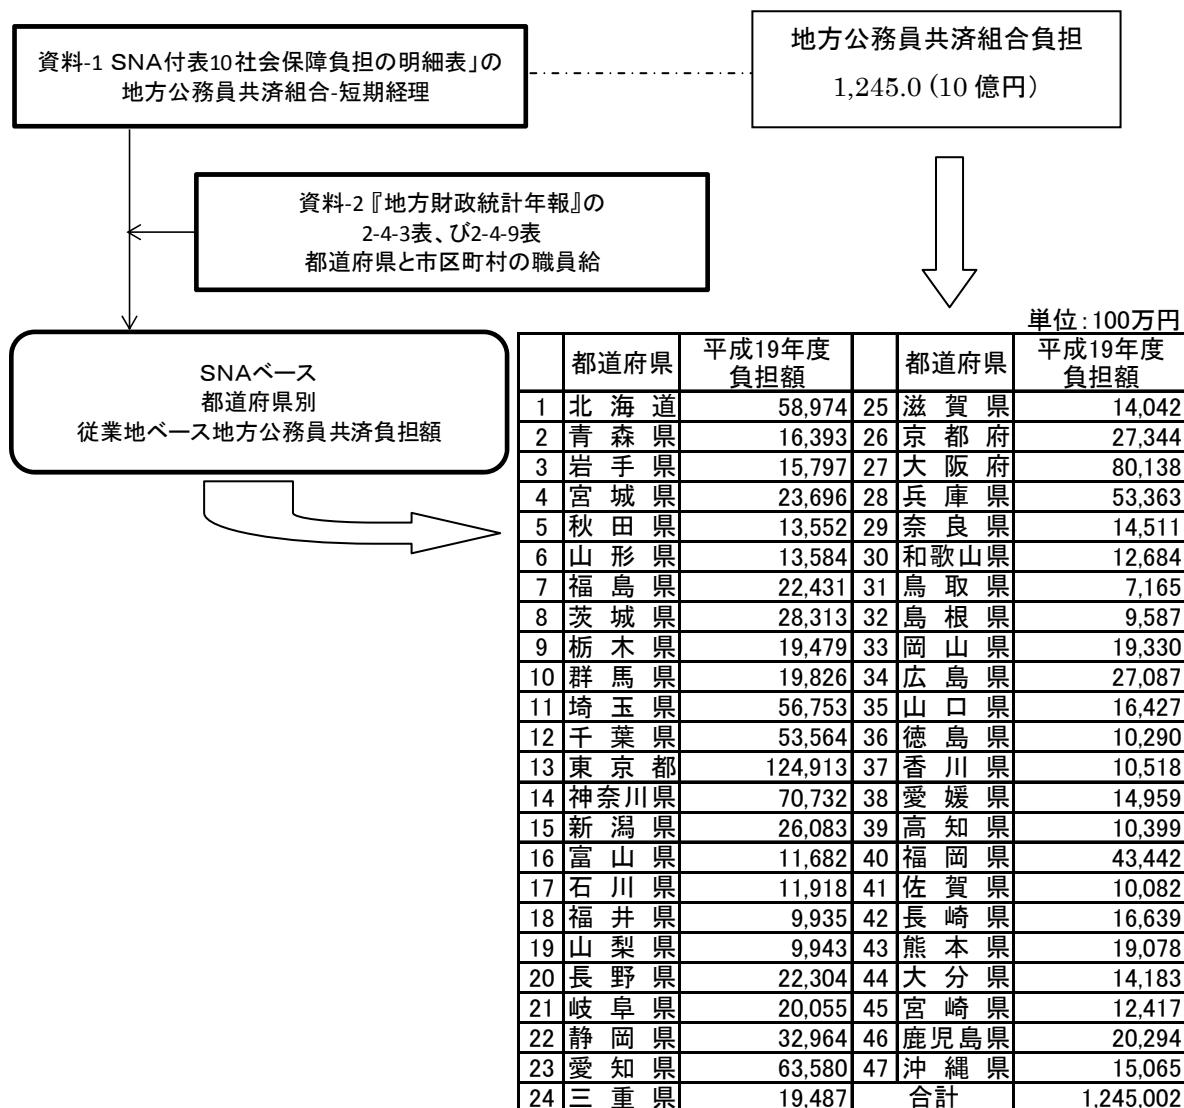 資料-1 SNA付表10社会保障負担の明細表」の
地方公務員共済組合-短期経理
地方公務員共済組合負担
1,245.0 (10 億円)
資料-2『地方財政統計年報』の
2-4-3表、び2-4-9表
都道府県と市区町村の職員給
SNAベース
都道府県別
従業地ベース地方公務員共済負担額
単位:100万円
都道府県 平成19年度負担額 都道府県 平成19年度負担額
1 北海道 58,974 25 滋賀県 14,042
2 青森県 16,393 26 京都府 27,344
3 岩手県 15,797 27 大阪府 80,138
4 宮城県 23,696 28 兵庫県 53,363
5 秋田県 13,552 29 奈良県 14,511
6 山形県 13,584 30 和歌山県 12,684
7 福島県 22,431 31 鳥取県 7,165
8 茨城県 28,313 32 島根県 9,587
9 栃木県 19,479 33 岡山県 19,330
10 群馬県 19,826 34 広島県 27,087
11 埼玉県 56,753 35 山口県 16,427
12 千葉県 53,564 36 徳島県 10,290
13 東京都 124,913 37 香川県 10,518
14 神奈川県 70,732 38 愛媛県 14,959
15 新潟県 26,083 39 高知県 10,399
16 富山県 11,682 40 福岡県 43,442
17 石川県 11,918 41 佐賀県 10,082
18 福井県 9,935 42 長崎県 16,639
19 山梨県 9,943 43 熊本県 19,078
20 長野県 22,304 44 大分県 14,183
21 岐阜県 20,055 45 宮崎県 12,417
22 静岡県 32,964 46 鹿児島県 20,294
23 愛知県 63,580 47 沖縄県 15,065
24 三重県 19,487 合計 1,245,002